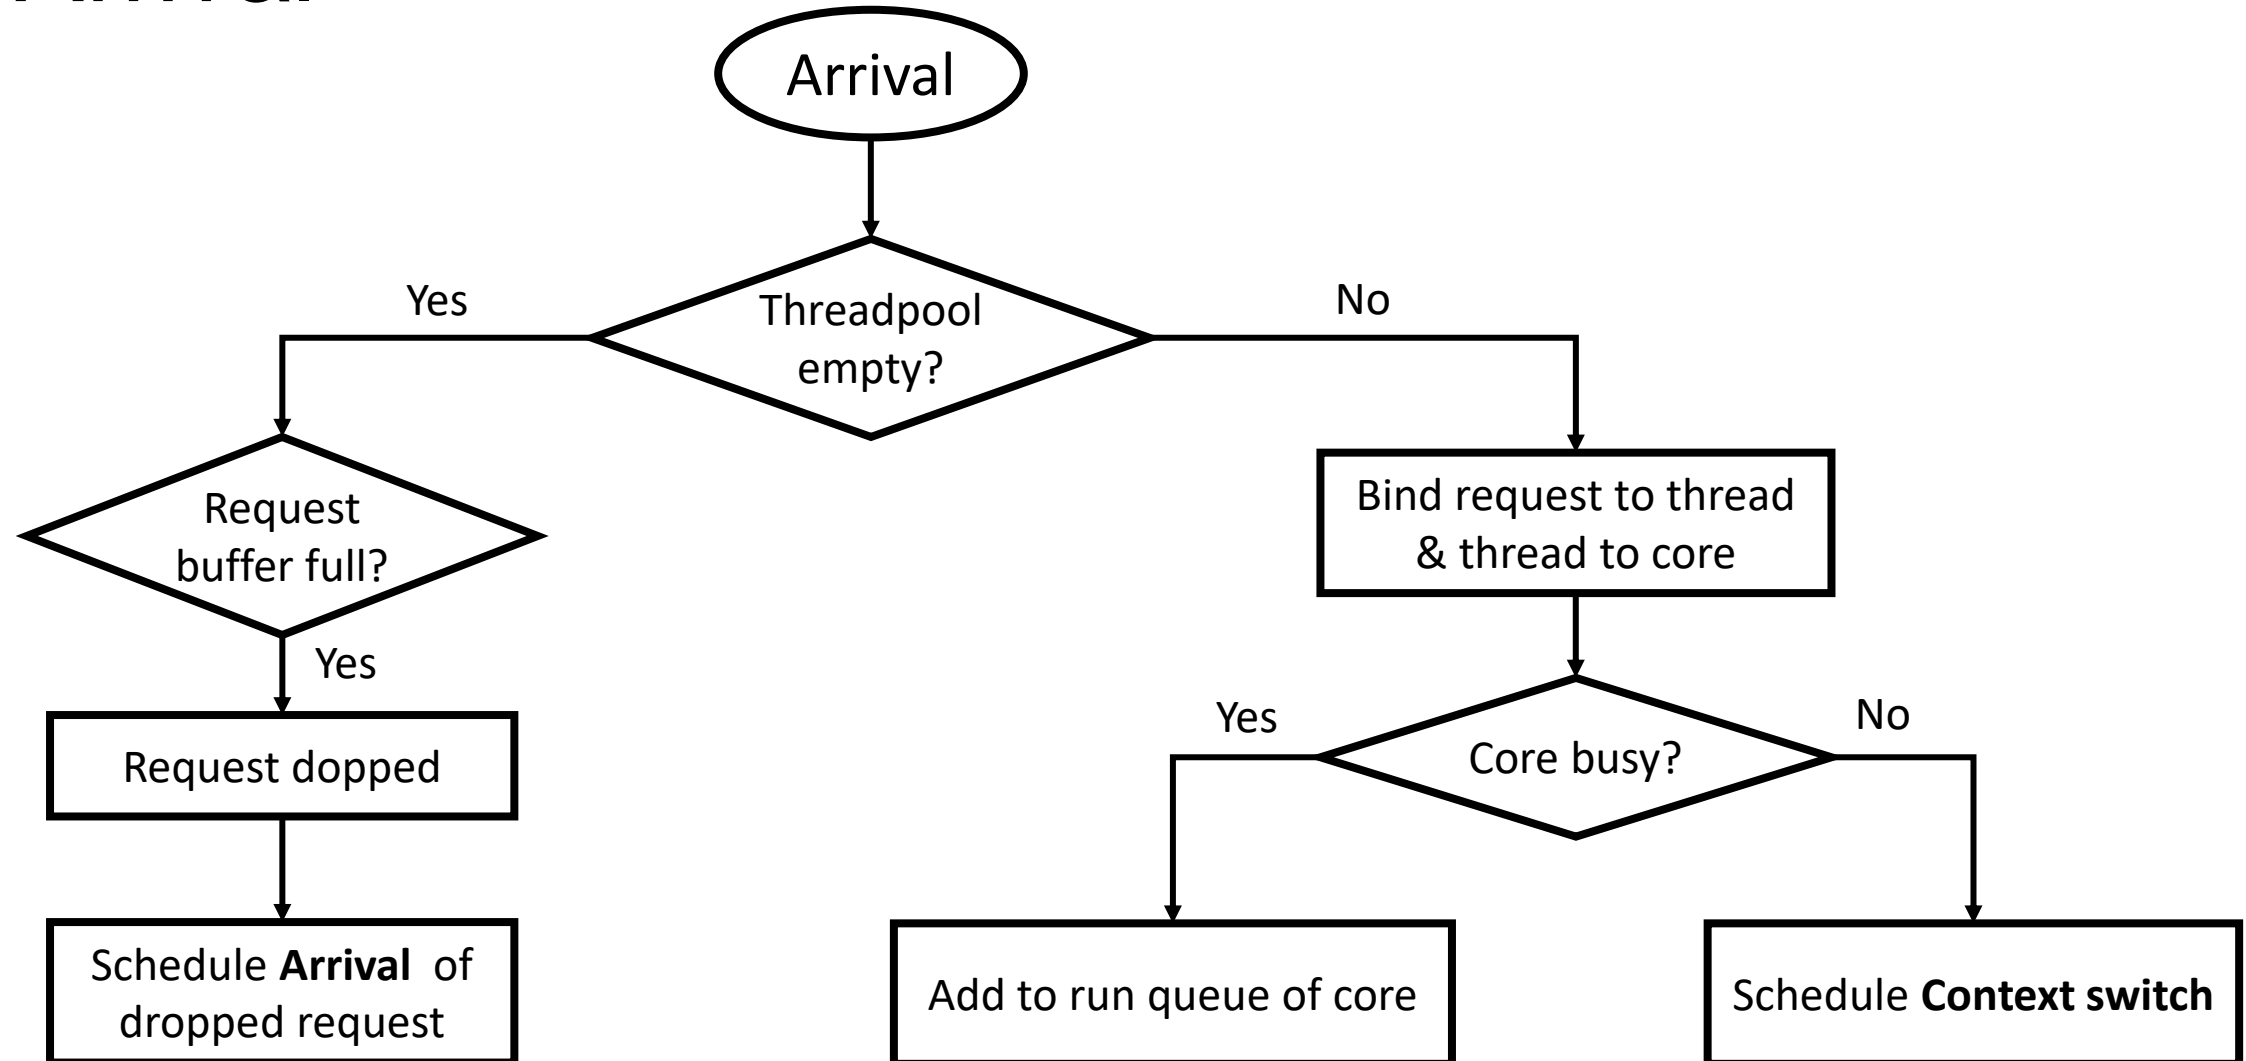 Arrival
Yes
Threadpool
empty?
No
Request
buffer full?
Bind request to thread
& thread to core
Yes
Yes
Core busy?
No
Request dopped
Schedule Arrival of
dropped request
Add to run queue of core
Schedule Context switch